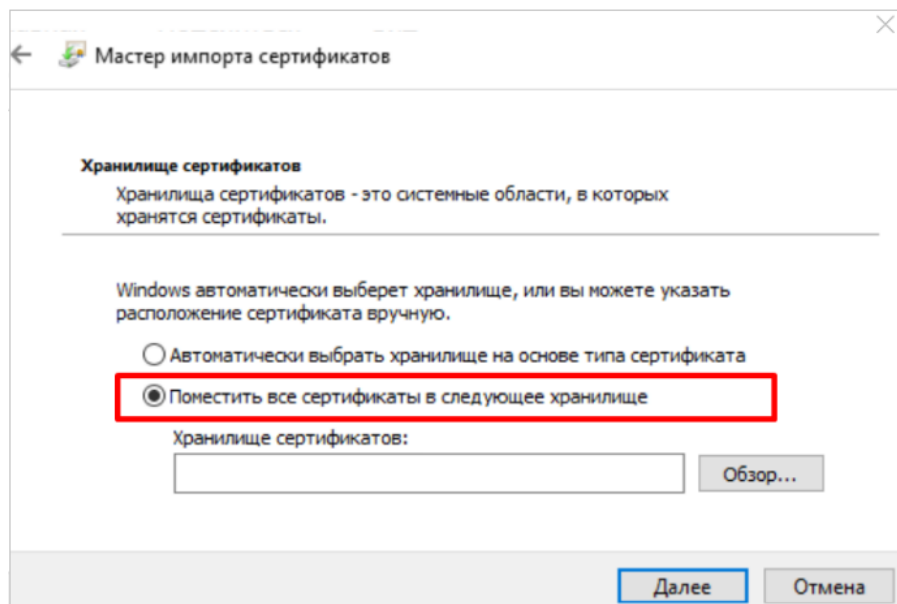 Мастер импорта сертификатов
Хранилище сертификатов
Хранилища сертификатов - это системные области, в которых
хранятся сертификаты.
Windows автоматически выберет хранилище, или вы можете указать
расположение сертификата вручную.
Автоматически выбрать хранилище на основе типа сертификата
Поместить все сертификаты в следующее хранилище
Хранилище сертификатов:
Обзор...
Далее
Отмена